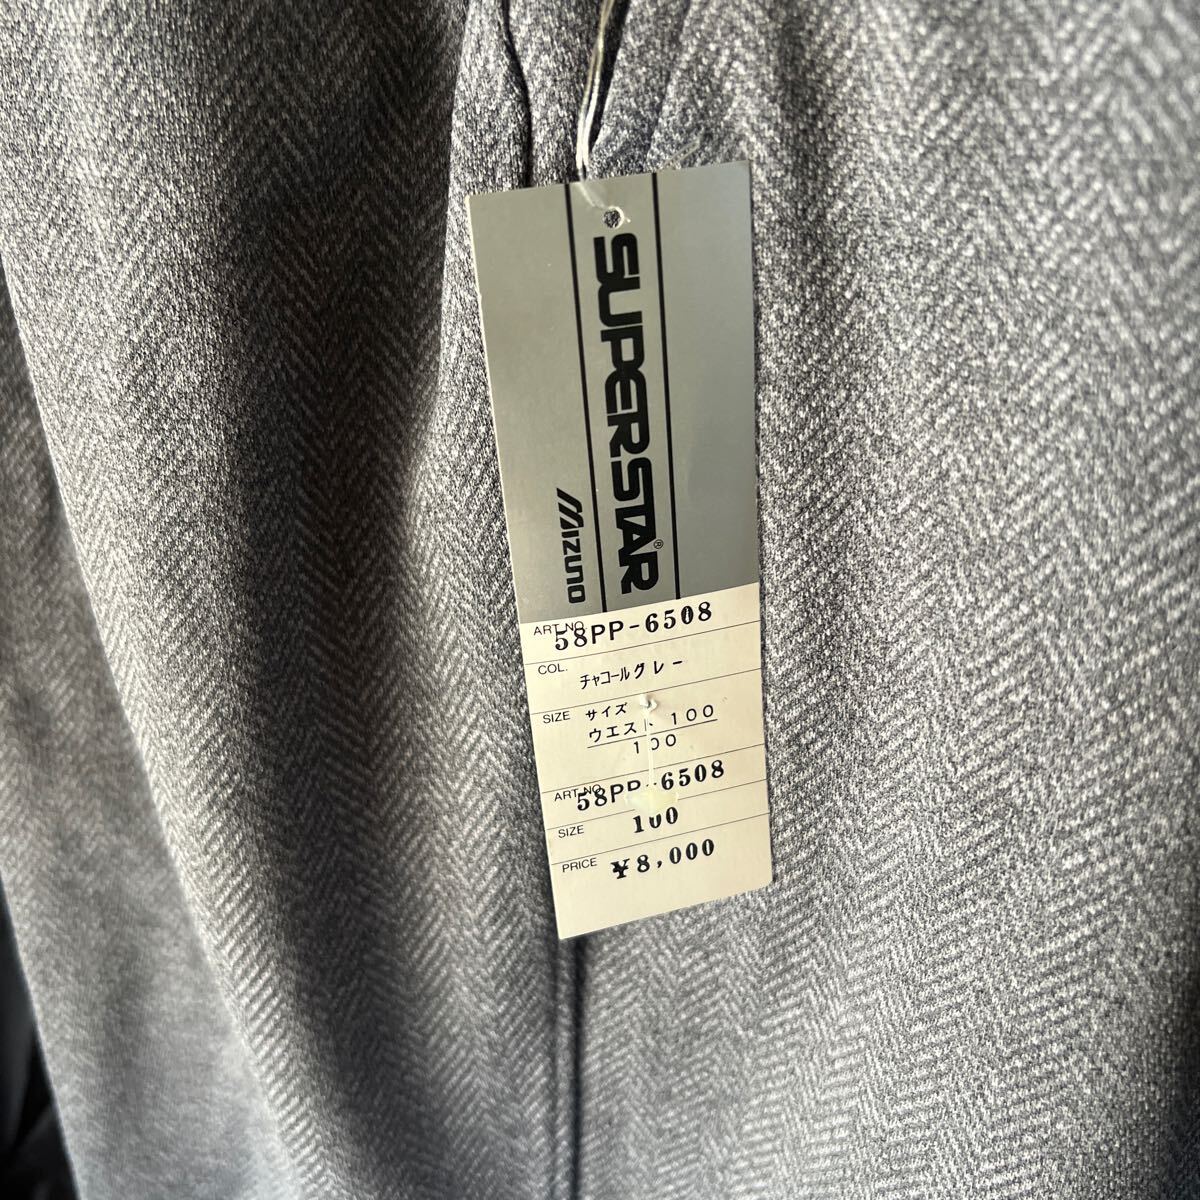 SUPERSTAR®
MIZUNO
ART.NO. 58PP-6508
COL. チャコールグレー
SIZE サイズ
ウエスト 100
100
ART.NO. 58PP-6508
SIZE 100
PRICE ¥8,000